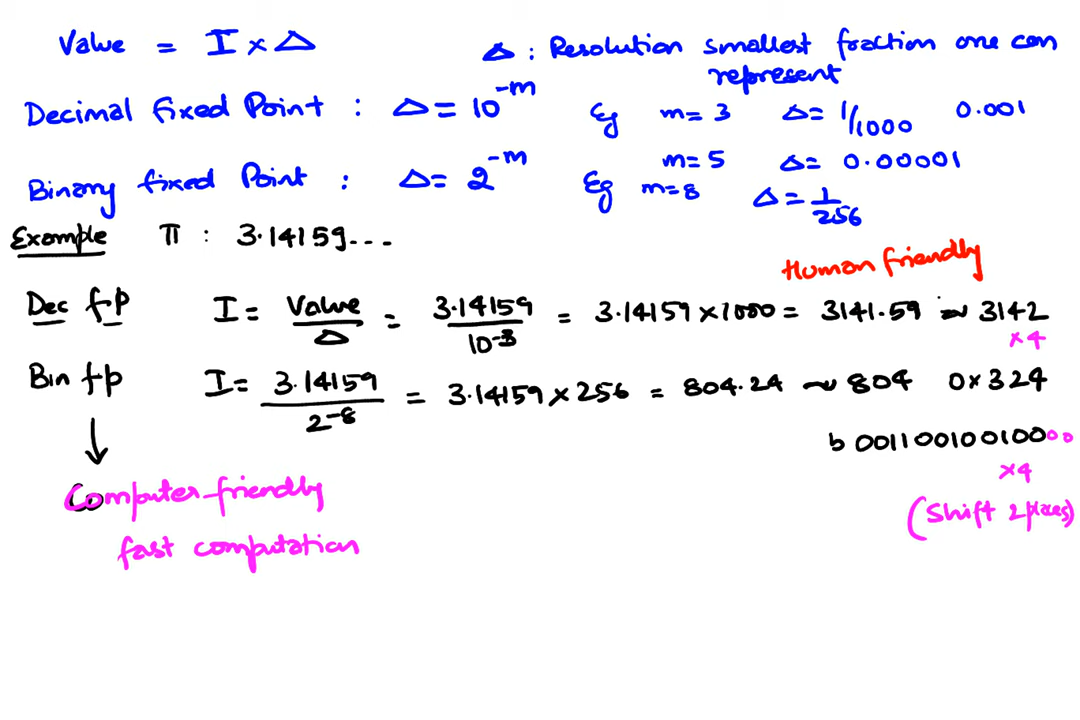 Value = I × Δ
Δ : Resolution smallest fraction one can represent
Decimal fixed Point : Δ = 10^-m Eg m = 3 Δ = 1/1000 0.001
m = 5 Δ = 0.00001
Binary fixed Point : Δ = 2^-m Eg m = 8 Δ = 1/256
Example π : 3.14159...
Human friendly
Dec f-p I = Value/Δ = 3.14159/10^-3 = 3.14159 × 1000 = 3141.59 ~ 3142
×4
Bin f-p I = 3.14159/2^-8 = 3.14159 × 256 = 804.24 ~ 804 0×324
b 00110010010000
×4
(Shift 2 places)
Computer-friendly
fast computation